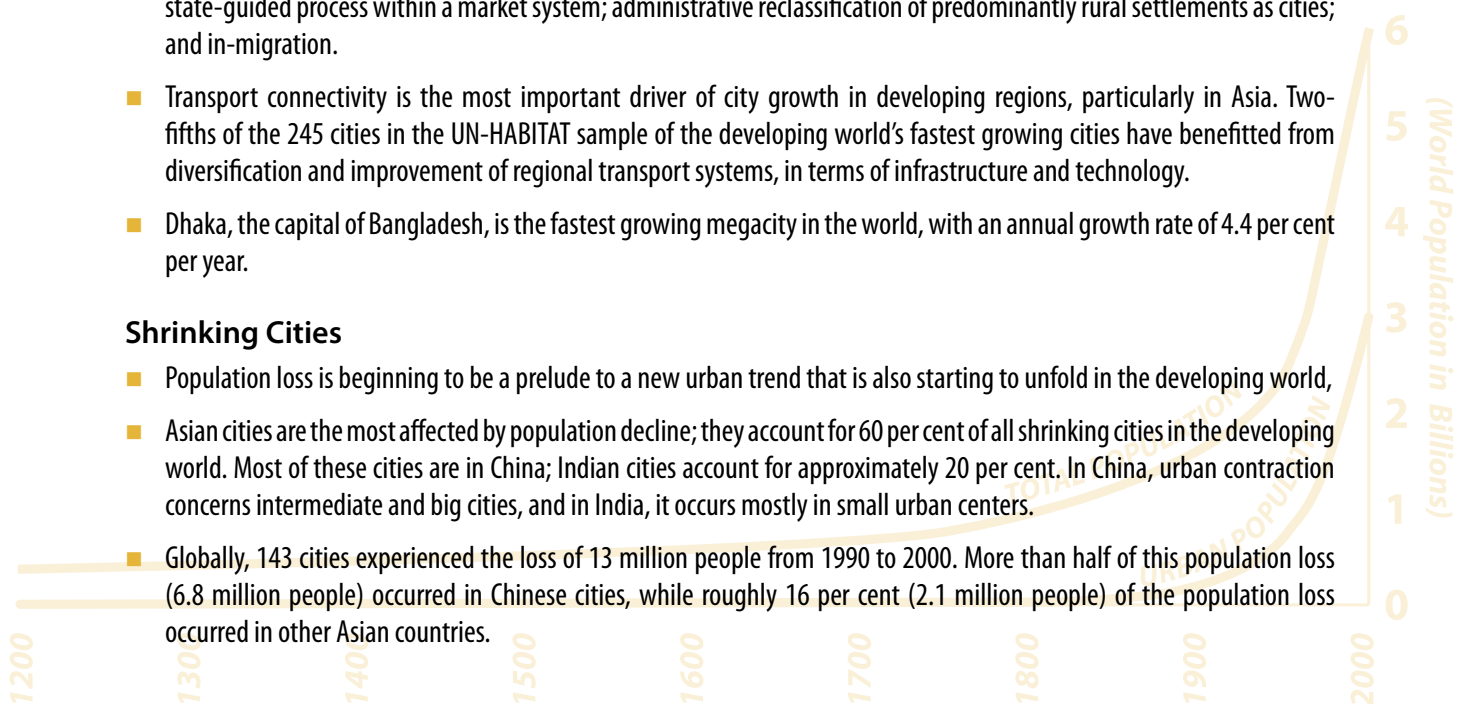 state-guided process within a market system; administrative reclassification of predominantly rural settlements as cities;
and in-migration.
■ Transport connectivity is the most important driver of city growth in developing regions, particularly in Asia. Two-
fifths of the 245 cities in the UN-HABITAT sample of the developing world's fastest growing cities have benefitted from
diversification and improvement of regional transport systems, in terms of infrastructure and technology.
■ Dhaka, the capital of Bangladesh, is the fastest growing megacity in the world, with an annual growth rate of 4.4 per cent
per year.
Shrinking Cities
■ Population loss is beginning to be a prelude to a new urban trend that is also starting to unfold in the developing world,
■ Asian cities are the most affected by population decline; they account for 60 per cent of all shrinking cities in the developing
world. Most of these cities are in China; Indian cities account for approximately 20 per cent. In China, urban contraction
concerns intermediate and big cities, and in India, it occurs mostly in small urban centers.
■ Globally, 143 cities experienced the loss of 13 million people from 1990 to 2000. More than half of this population loss
(6.8 million people) occurred in Chinese cities, while roughly 16 per cent (2.1 million people) of the population loss
occurred in other Asian countries.
6
5
4
3
2
1
0
(World Population in Billions)
TOTAL POPULATION
URBAN POPULATION
1200
1300
1400
1500
1600
1700
1800
1900
2000